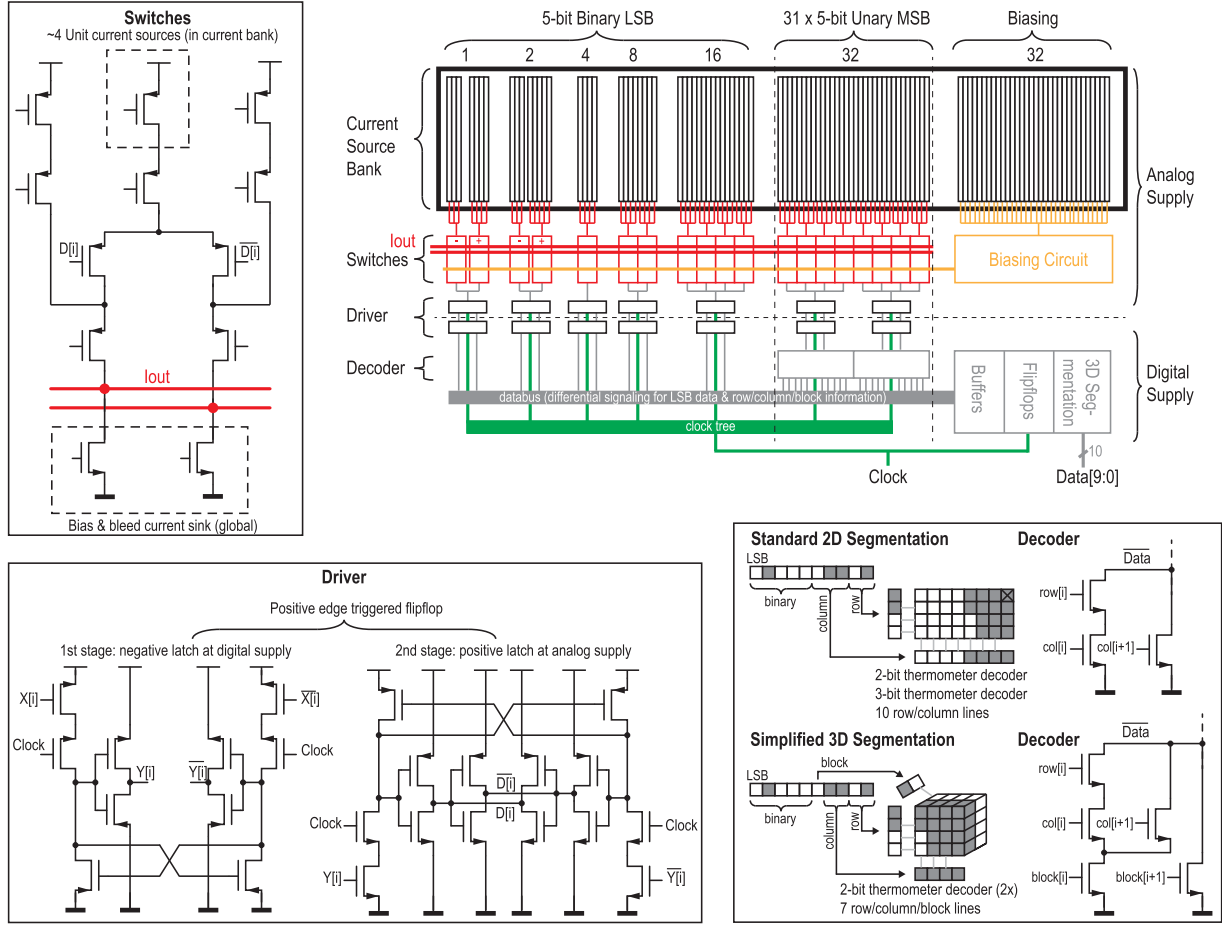 Switches
~4 Unit current sources (in current bank)
D[i]
D[i]
Iout
Bias & bleed current sink (global)
5-bit Binary LSB
31 x 5-bit Unary MSB
Biasing
1
2
4
8
16
32
32
Current
Source
Bank
Analog
Supply
Iout
Switches
-
+
-
+
Biasing Circuit
Driver
Decoder
Buffers
Flipflops
3D Seg-
mentation
Digital
Supply
databus (differential signaling for LSB data & row/column/block information)
clock tree
10
Clock
Data[9:0]
Driver
Positive edge triggered flipflop
1st stage: negative latch at digital supply
2nd stage: positive latch at analog supply
X[i]
X[i]
Clock
Clock
Y[i]
Y[i]
D[i]
D[i]
Clock
Clock
Y[i]
Y[i]
Standard 2D Segmentation
Decoder
LSB
Data
binary
column
row
row[i]
col[i]
col[i+1]
2-bit thermometer decoder
3-bit thermometer decoder
10 row/column lines
Simplified 3D Segmentation
Decoder
block
Data
LSB
binary
column
row
row[i]
col[i]
col[i+1]
block[i]
block[i+1]
2-bit thermometer decoder (2x)
7 row/column/block lines